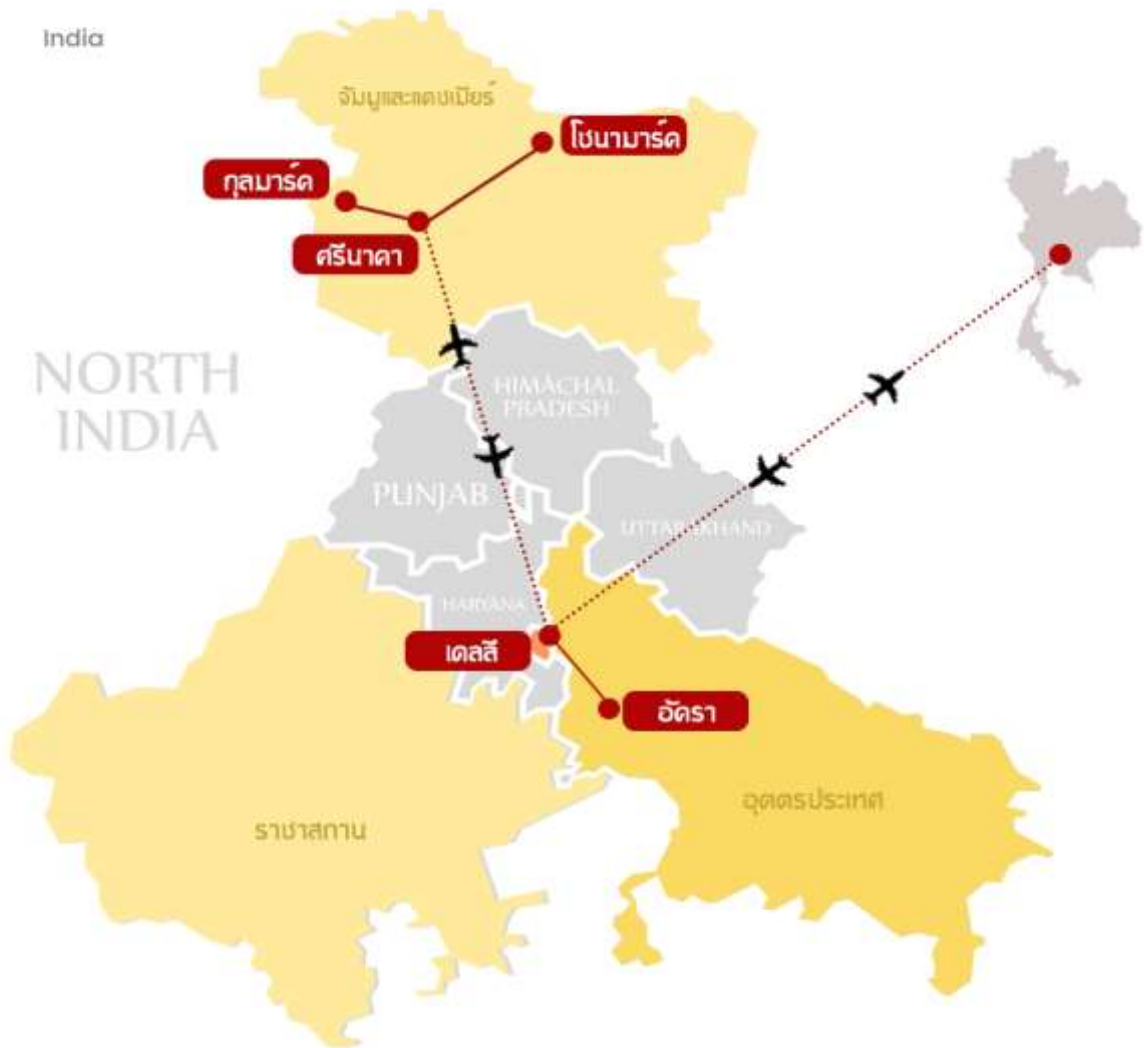 India
จัมมูและแคชเมียร์
โซนามาร์ค
กุลมาร์ค
ศรีนาคา
NORTH
INDIA
HIMACHAL
PRADESH
PUNJAB
UTTARAKHAND
HARYANA
เดลลี
อัครา
อุตตรประเทศ
ราชาสถาน